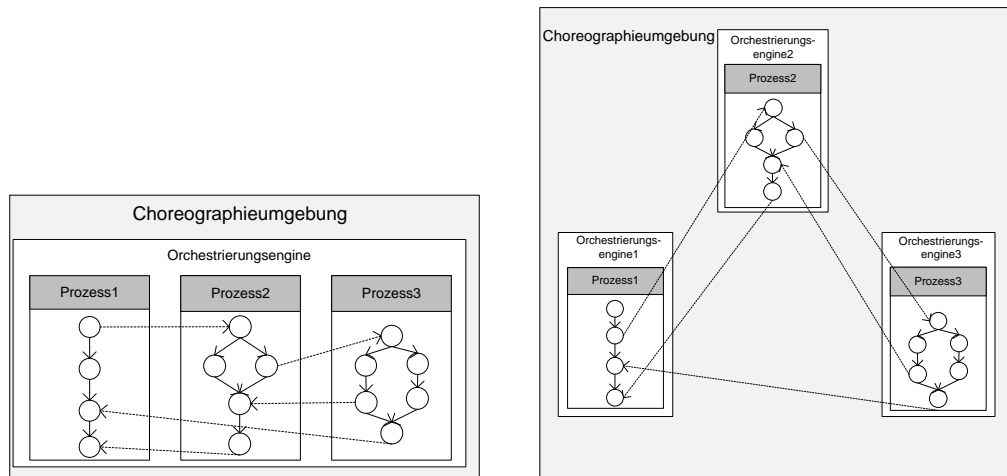 Choreographieumgebung
Orchestrierungsengine
Prozess1
Prozess2
Prozess3
Choreographieumgebung
Orchestrierungs-
engine2
Prozess2
Orchestrierungs-
engine1
Prozess1
Orchestrierungs-
engine3
Prozess3